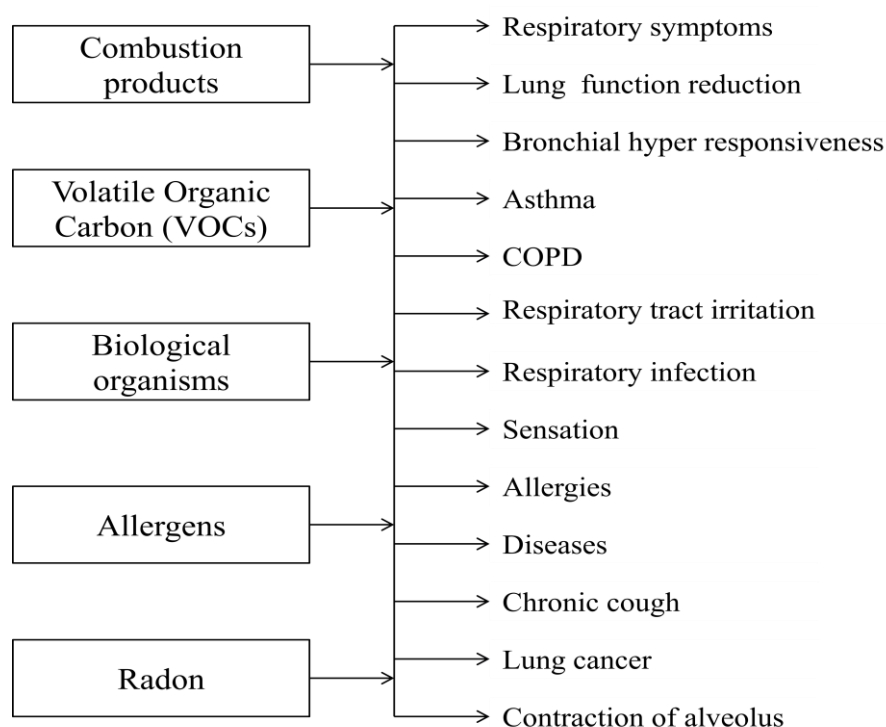 Combustion
products
Volatile Organic
Carbon (VOCs)
Biological
organisms
Allergens
Radon
Respiratory symptoms
Lung function reduction
Bronchial hyper responsiveness
Asthma
COPD
Respiratory tract irritation
Respiratory infection
Sensation
Allergies
Diseases
Chronic cough
Lung cancer
Contraction of alveolus